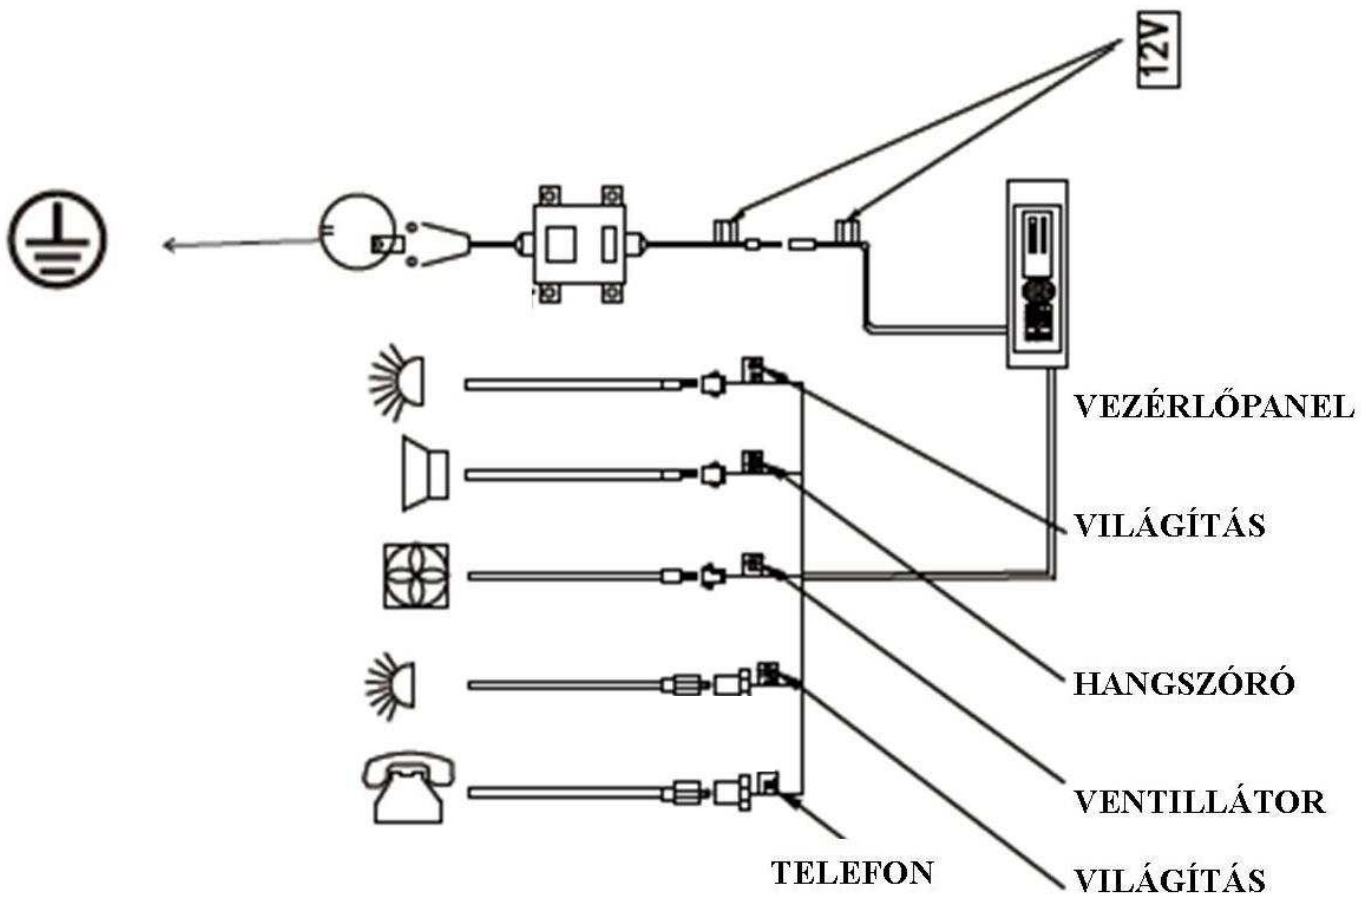 12V
VEZÉRLŐPANEL
VILÁGÍTÁS
HANGSZÓRÓ
VENTILLÁTOR
TELEFON
VILÁGÍTÁS